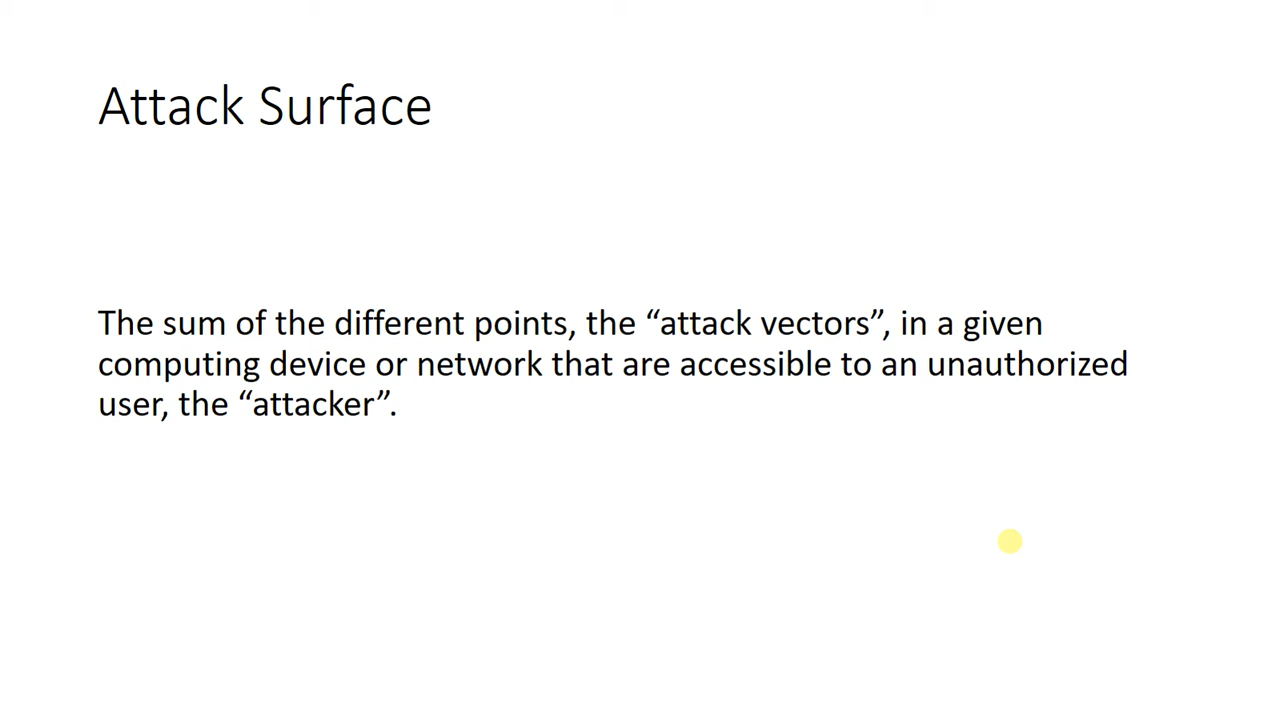 Attack Surface
The sum of the different points, the “attack vectors”, in a given
computing device or network that are accessible to an unauthorized
user, the “attacker”.